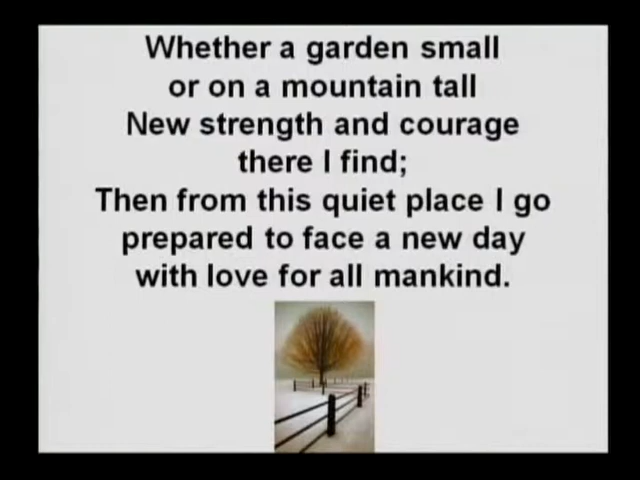 Whether a garden small
or on a mountain tall
New strength and courage
there I find;
Then from this quiet place I go
prepared to face a new day
with love for all mankind.